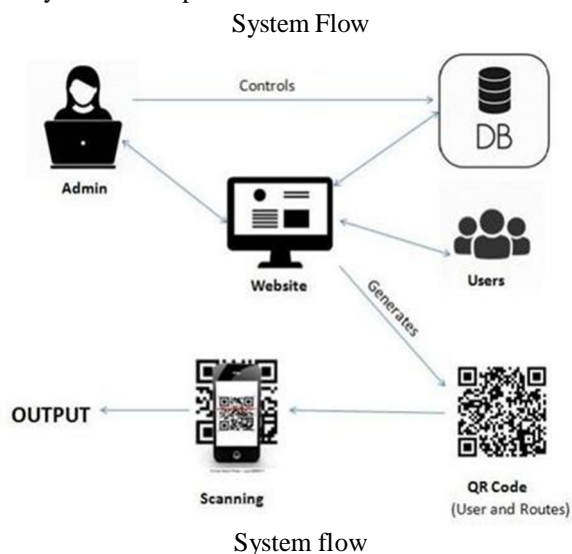 System Flow
Controls
DB
Admin
Website
Users
Generates
OUTPUT
Scanning
QR Code
(User and Routes)
System flow